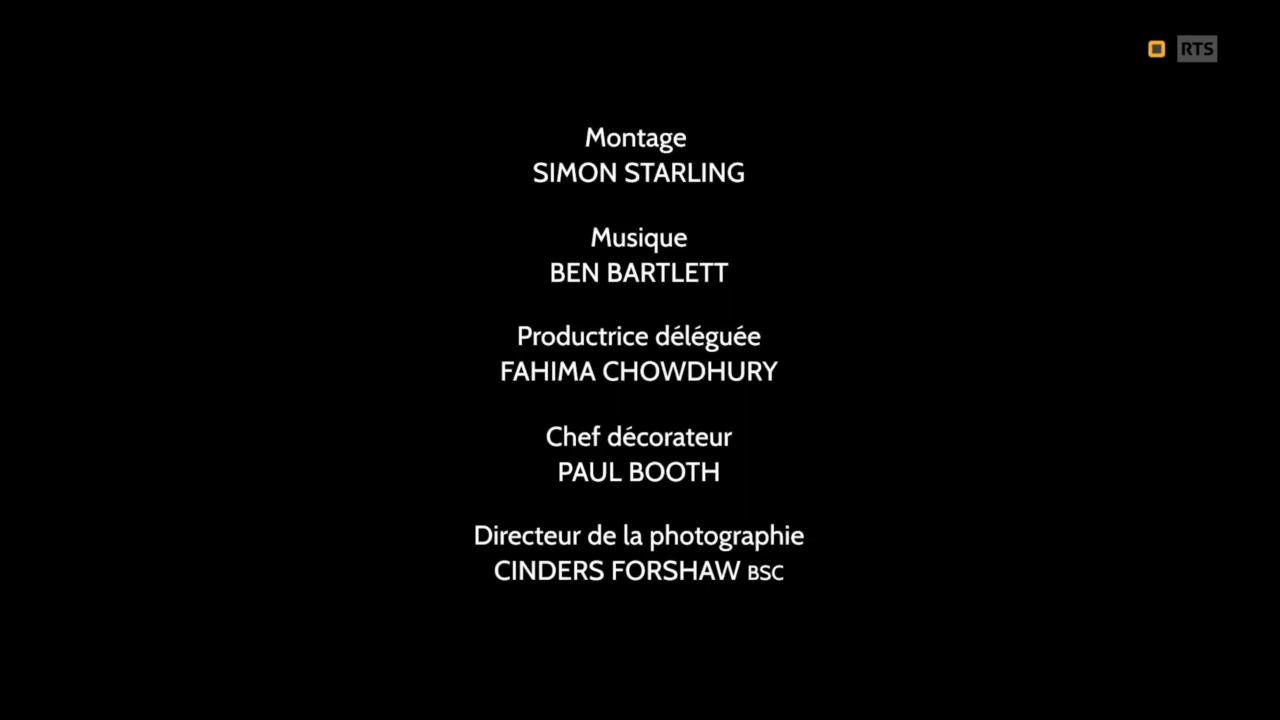 RTS
Montage
SIMON STARLING
Musique
BEN BARTLETT
Productrice déléguée
FAHIMA CHOWDHURY
Chef décorateur
PAUL BOOTH
Directeur de la photographie
CINDERS FORSHAW BSC